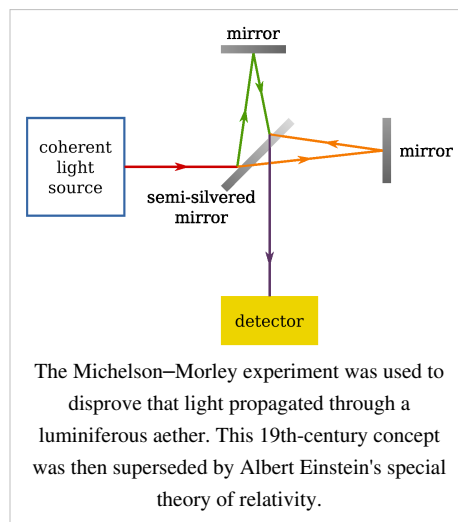 mirror
coherent
light
source
mirror
semi-silvered
mirror
detector
The Michelson–Morley experiment was used to
disprove that light propagated through a
luminiferous aether. This 19th-century concept
was then superseded by Albert Einstein's special
theory of relativity.